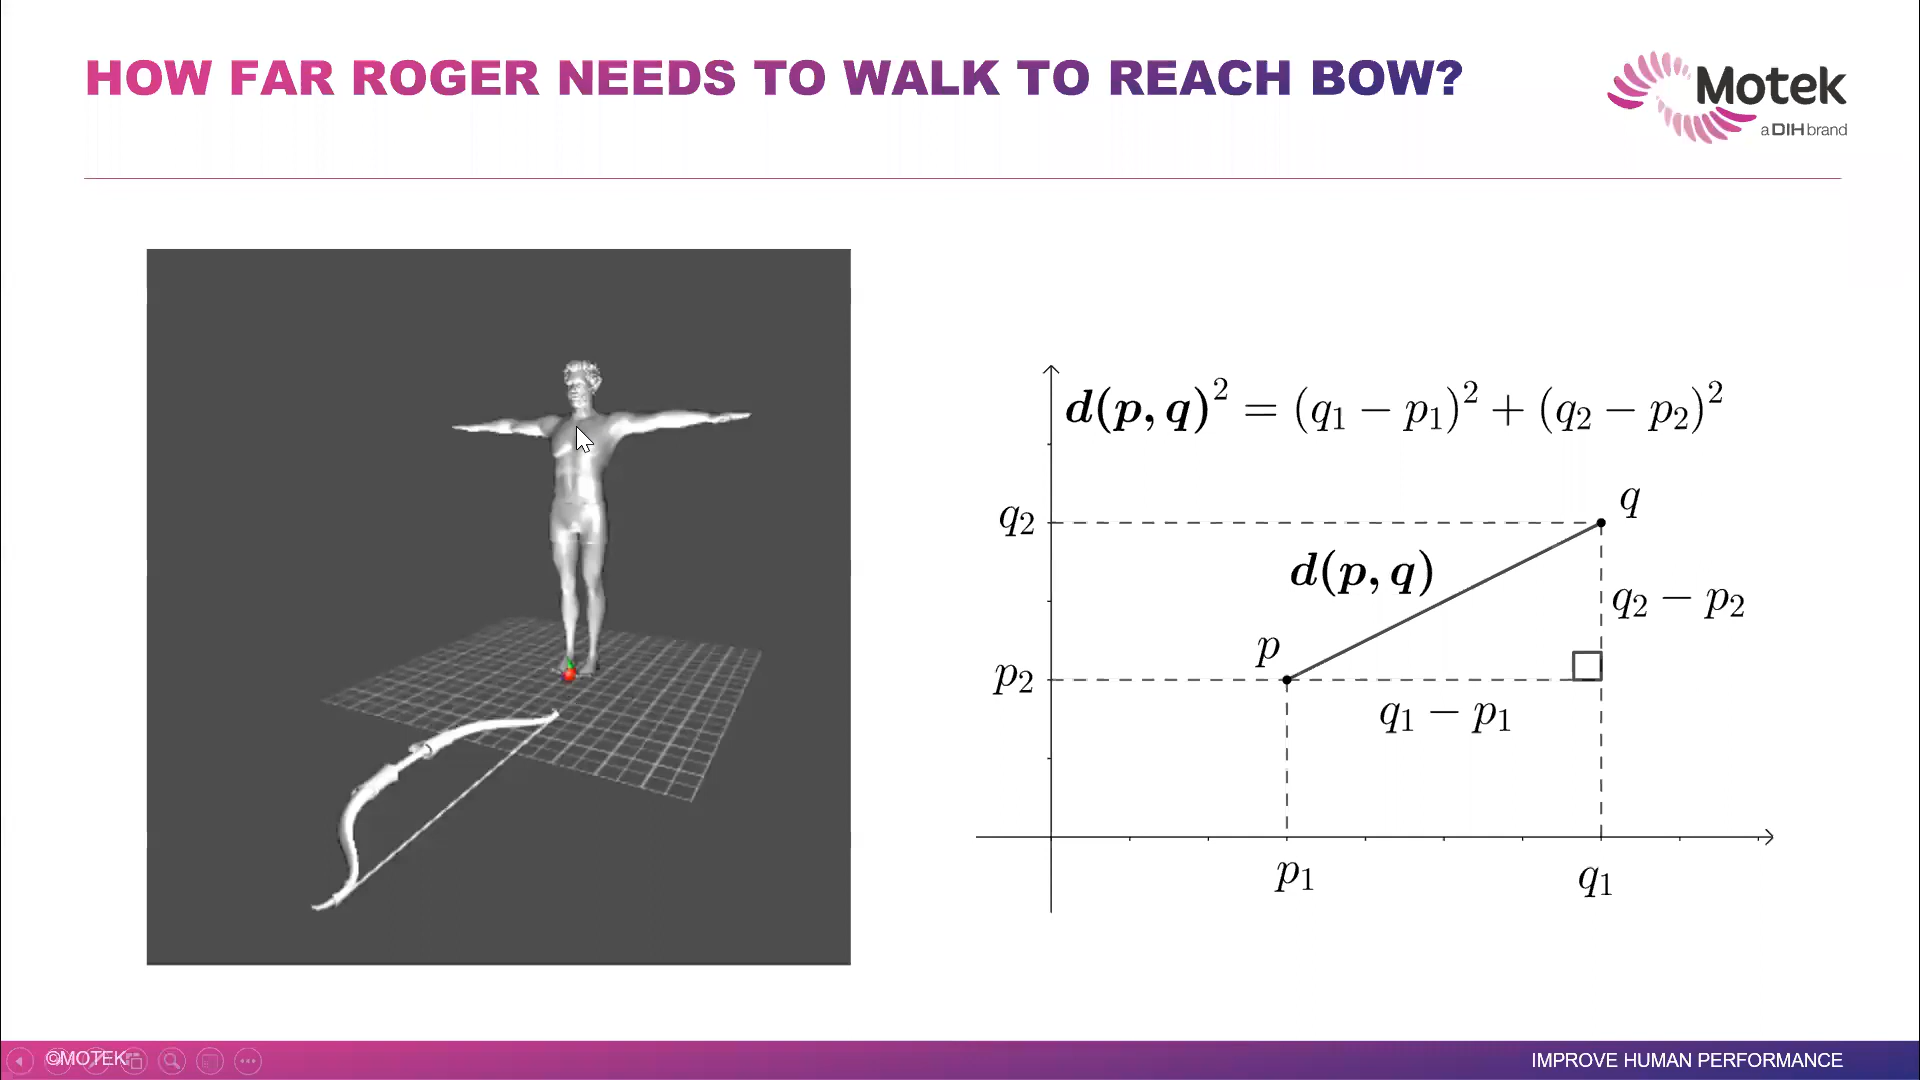 HOW FAR ROGER NEEDS TO WALK TO REACH BOW?
Motek
a DIH brand
d(p, q)² = (q₁ − p₁)² + (q₂ − p₂)²
q
q₂
d(p, q)
q₂ − p₂
p
p₂
q₁ − p₁
p₁
q₁
©MOTEK
IMPROVE HUMAN PERFORMANCE